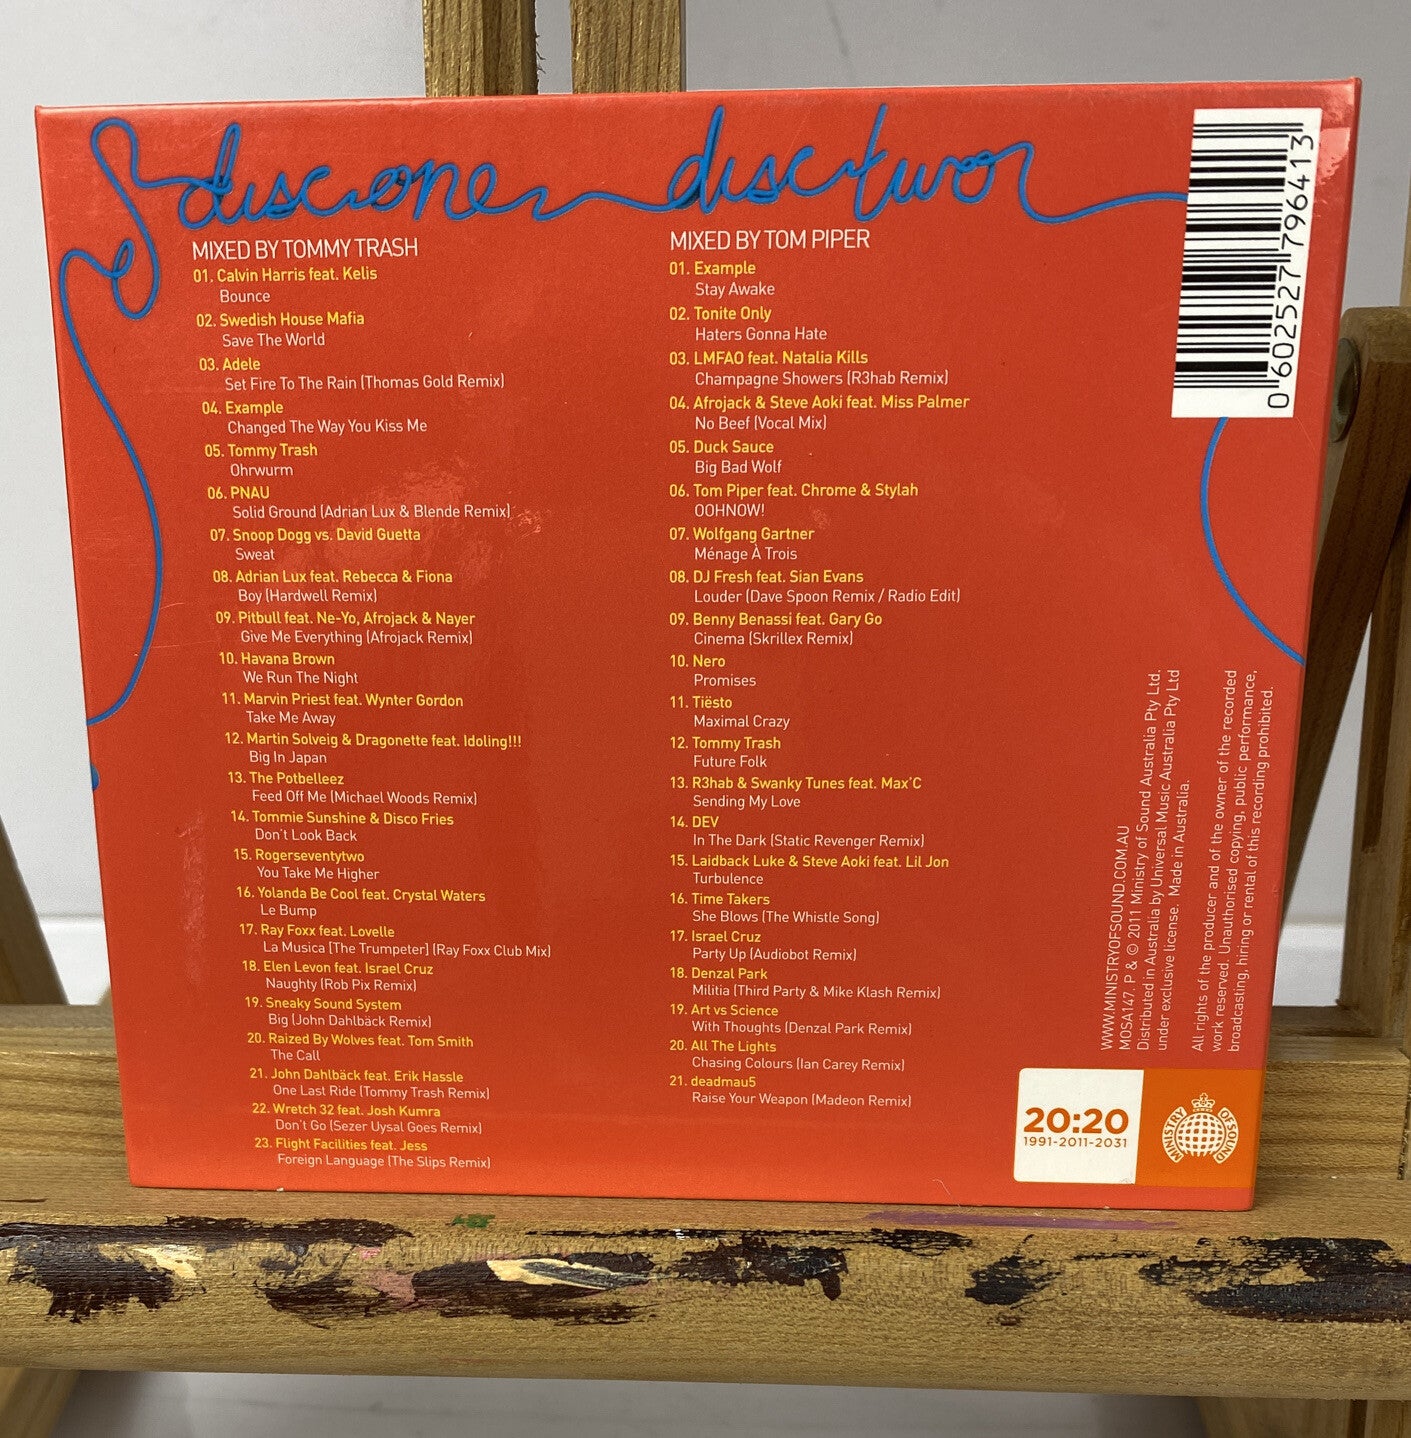 disc one
MIXED BY TOMMY TRASH
01. Calvin Harris feat. Kelis
Bounce
02. Swedish House Mafia
Save The World
03. Adele
Set Fire To The Rain (Thomas Gold Remix)
04. Example
Changed The Way You Kiss Me
05. Tommy Trash
Ohrwurm
06. PNAU
Solid Ground (Adrian Lux & Blende Remix)
07. Snoop Dogg vs. David Guetta
Sweat
08. Adrian Lux feat. Rebecca & Fiona
Boy (Hardwell Remix)
09. Pitbull feat. Ne-Yo, Afrojack & Nayer
Give Me Everything (Afrojack Remix)
10. Havana Brown
We Run The Night
11. Marvin Priest feat. Wynter Gordon
Take Me Away
12. Martin Solveig & Dragonette feat. Idoling!!!
Big In Japan
13. The Potbelleez
Feed Off Me (Michael Woods Remix)
14. Tommie Sunshine & Disco Fries
Don't Look Back
15. Rogerseventytwo
You Take Me Higher
16. Yolanda Be Cool feat. Crystal Waters
Le Bump
17. Ray Foxx feat. Lovelle
La Musica [The Trumpeter] (Ray Foxx Club Mix)
18. Elen Levon feat. Israel Cruz
Naughty (Rob Pix Remix)
19. Sneaky Sound System
Big (John Dahlbäck Remix)
20. Raized By Wolves feat. Tom Smith
The Call
21. John Dahlbäck feat. Erik Hassle
One Last Ride (Tommy Trash Remix)
22. Wretch 32 feat. Josh Kumra
Don't Go (Sezer Uysal Goes Remix)
23. Flight Facilities feat. Jess
Foreign Language (The Slips Remix)
disc two
MIXED BY TOM PIPER
01. Example
Stay Awake
02. Tonite Only
Haters Gonna Hate
03. LMFAO feat. Natalia Kills
Champagne Showers (R3hab Remix)
04. Afrojack & Steve Aoki feat. Miss Palmer
No Beef (Vocal Mix)
05. Duck Sauce
Big Bad Wolf
06. Tom Piper feat. Chrome & Stylah
OOHNOW!
07. Wolfgang Gartner
Ménage À Trois
08. DJ Fresh feat. Sian Evans
Louder (Dave Spoon Remix / Radio Edit)
09. Benny Benassi feat. Gary Go
Cinema (Skrillex Remix)
10. Nero
Promises
11. Tiësto
Maximal Crazy
12. Tommy Trash
Future Folk
13. R3hab & Swanky Tunes feat. Max'C
Sending My Love
14. DEV
In The Dark (Static Revenger Remix)
15. Laidback Luke & Steve Aoki feat. Lil Jon
Turbulence
16. Time Takers
She Blows (The Whistle Song)
17. Israel Cruz
Party Up (Audiobot Remix)
18. Denzal Park
Militia (Third Party & Mike Klash Remix)
19. Art vs Science
With Thoughts (Denzal Park Remix)
20. All The Lights
Chasing Colours (Ian Carey Remix)
21. deadmau5
Raise Your Weapon (Madeon Remix)
0 602527 796413
WWW.MINISTRYOFSOUND.COM.AU
MOSA147. P & © 2011 Ministry of Sound Australia Pty Ltd.
Distributed in Australia by Universal Music Australia Pty Ltd
under exclusive license. Made in Australia.
All rights of the producer and of the owner of the recorded
work reserved. Unauthorised copying, public performance,
broadcasting, hiring or rental of this recording prohibited.
20:20
1991-2011-2031
MINISTRY OF SOUND